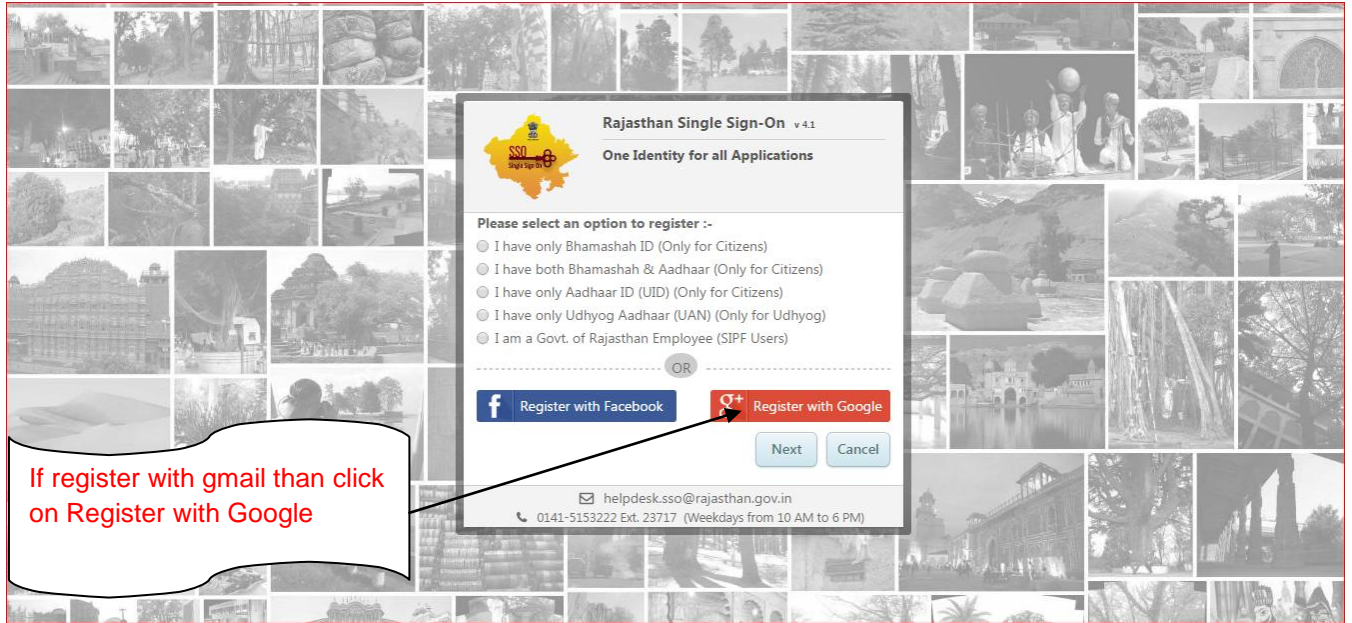 SSO
Single Sign On
Rajasthan Single Sign-On v 4.1
One Identity for all Applications
Please select an option to register :-
I have only Bhamashah ID (Only for Citizens)
I have both Bhamashah & Aadhaar (Only for Citizens)
I have only Aadhaar ID (UID) (Only for Citizens)
I have only Udhyog Aadhaar (UAN) (Only for Udhyog)
I am a Govt. of Rajasthan Employee (SIPF Users)
OR
f Register with Facebook
g+ Register with Google
Next
Cancel
helpdesk.sso@rajasthan.gov.in
0141-5153222 Ext. 23717 (Weekdays from 10 AM to 6 PM)
If register with gmail than click
on Register with Google